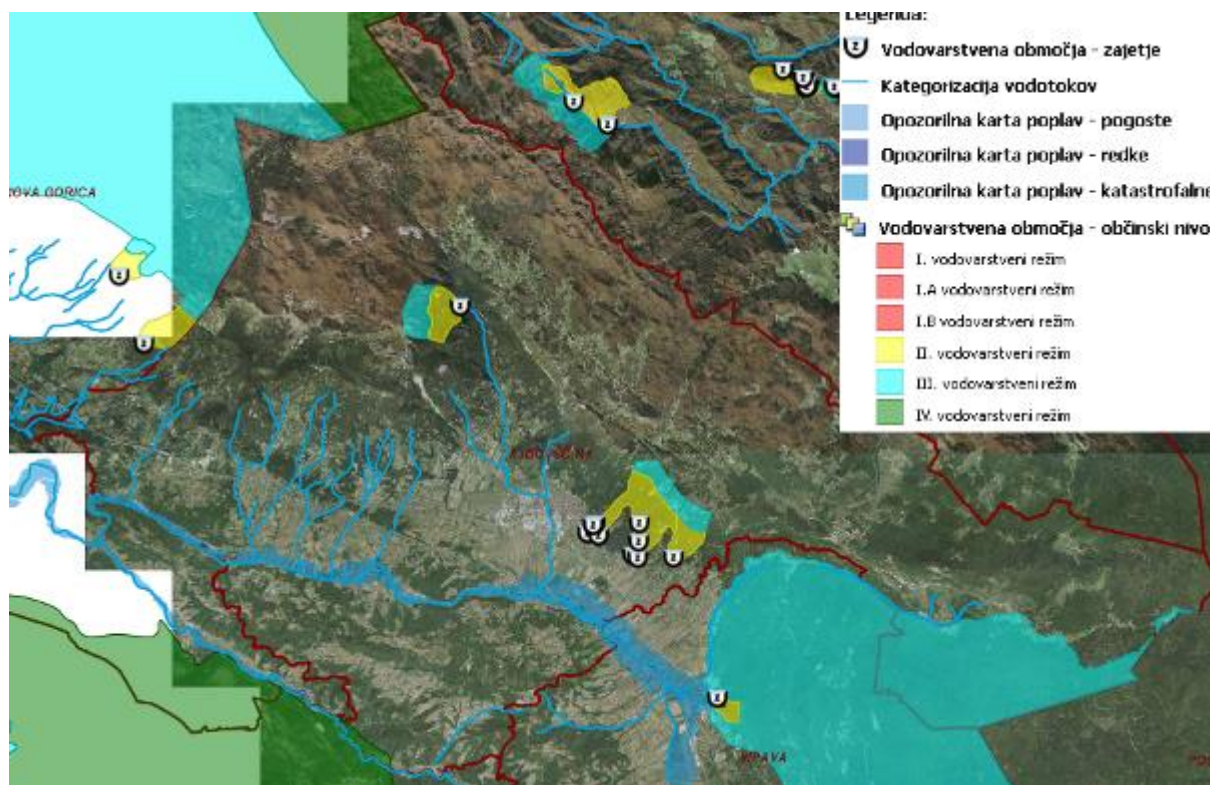 Legenda:
Vodovarstvena območja - zajetje
Kategorizacija vodotokov
Opozorilna karta poplav - pogoste
Opozorilna karta poplav - redke
Opozorilna karta poplav - katastrofalne
Vodovarstvena območja - občinski nivo
I. vodovarstveni režim
I.A vodovarstveni režim
I.B vodovarstveni režim
II. vodovarstveni režim
III. vodovarstveni režim
IV. vodovarstveni režim
OVA GORICA
VIPAVA